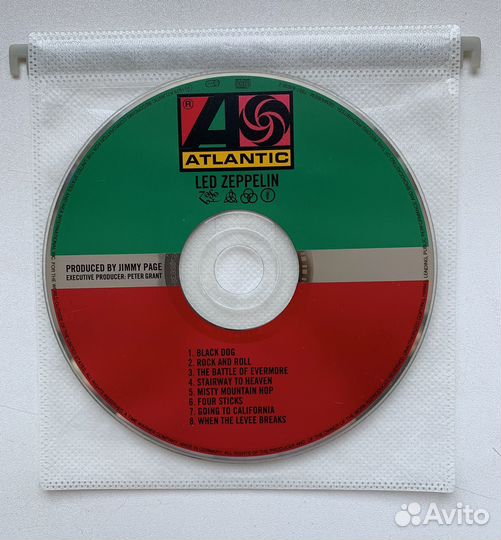 ®
ATLANTIC
LED ZEPPELIN
PRODUCED BY JIMMY PAGE
EXECUTIVE PRODUCER: PETER GRANT
1. BLACK DOG
2. ROCK AND ROLL
3. THE BATTLE OF EVERMORE
4. STAIRWAY TO HEAVEN
5. MISTY MOUNTAIN HOP
6. FOUR STICKS
7. GOING TO CALIFORNIA
8. WHEN THE LEVEE BREAKS
Avito